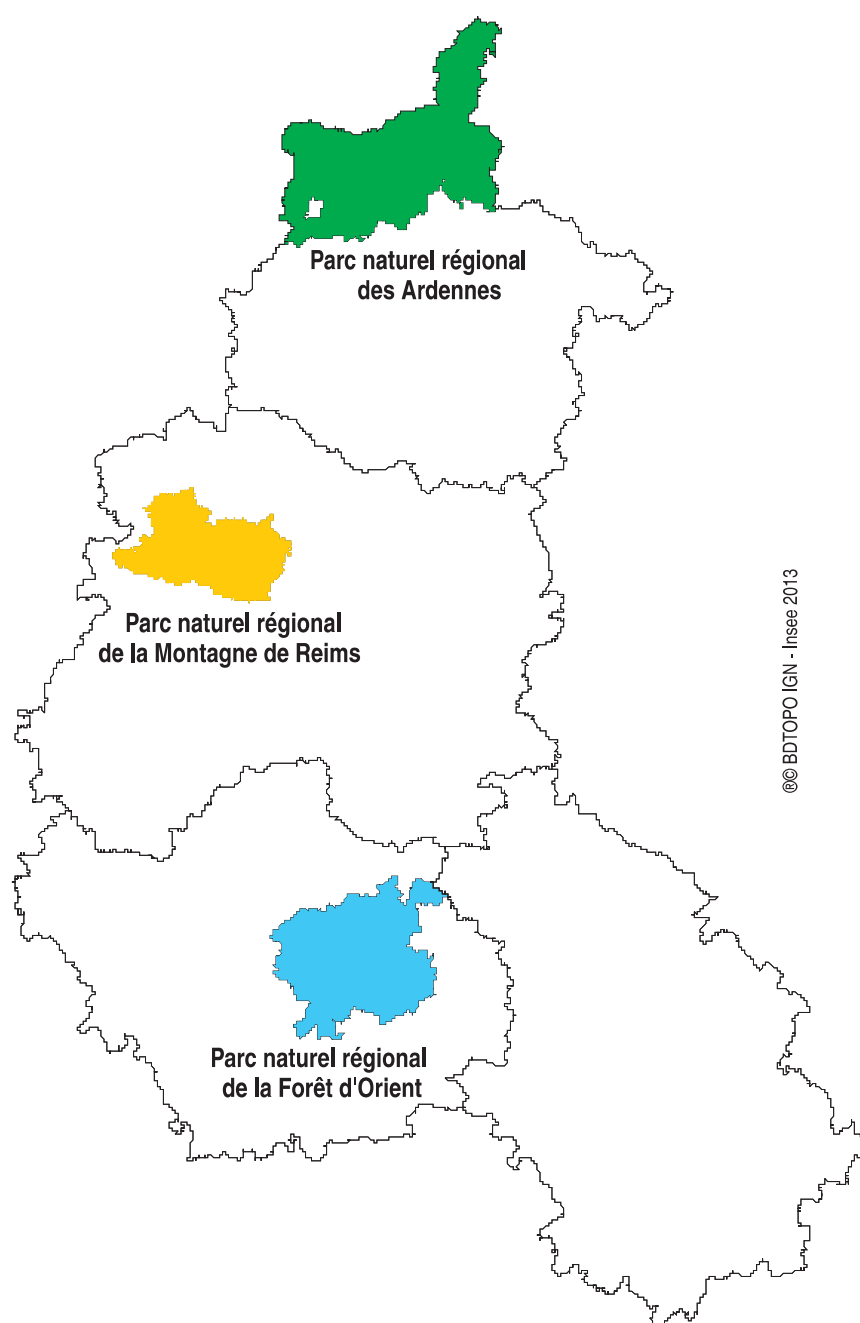 Parc naturel régional
des Ardennes
Parc naturel régional
de la Montagne de Reims
®© BDTOPO IGN - Insee 2013
Parc naturel régional
de la Forêt d'Orient